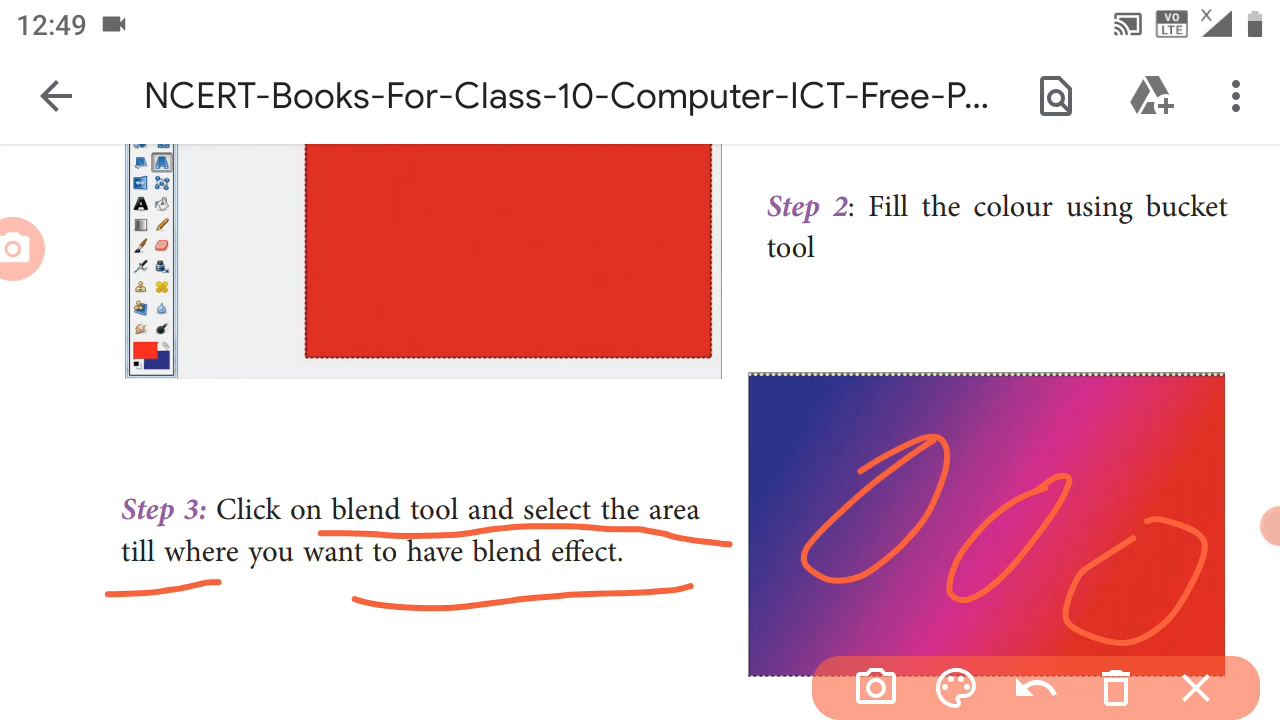 12:49
VO
LTE
X
NCERT-Books-For-Class-10-Computer-ICT-Free-P...
Step 2: Fill the colour using bucket
tool
Step 3: Click on blend tool and select the area
till where you want to have blend effect.